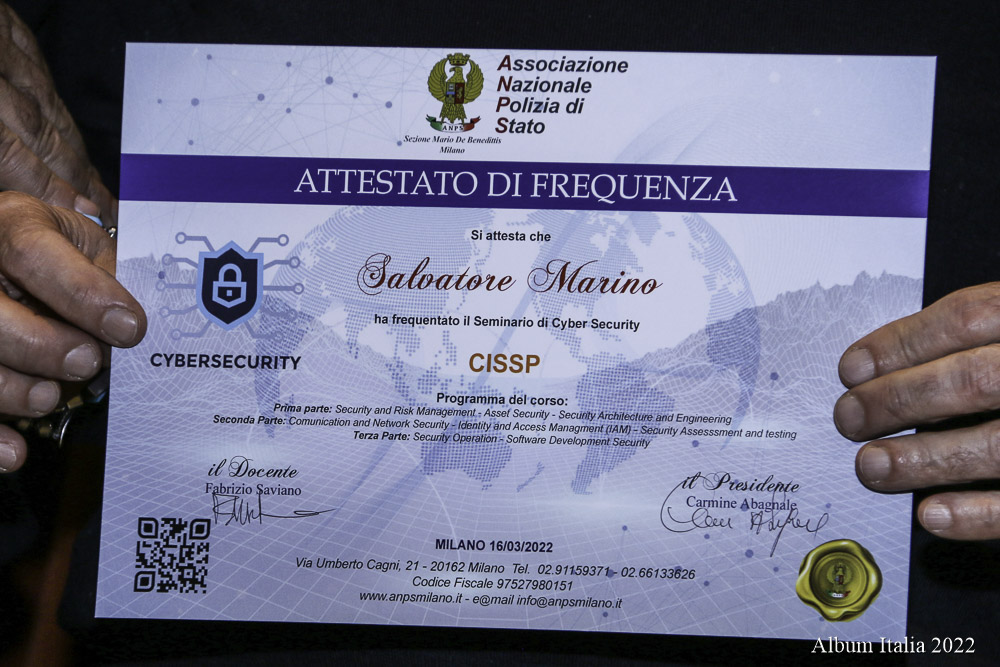 Associazione
Nazionale
Polizia di
Stato
ANPS
Sezione Mario De Benedittis
Milano
ATTESTATO DI FREQUENZA
Si attesta che
Salvatore Marino
ha frequentato il Seminario di Cyber Security
CYBERSECURITY
CISSP
Programma del corso:
Prima parte: Security and Risk Management - Asset Security - Security Architecture and Engineering
Seconda Parte: Comunication and Network Security - Identity and Access Managment (IAM) - Security Assesssment and testing
Terza Parte: Security Operation - Software Development Security
il Docente
Fabrizio Saviano
il Presidente
Carmine Abagnale
MILANO 16/03/2022
Via Umberto Cagni, 21 - 20162 Milano Tel. 02.91159371 - 02.66133626
Codice Fiscale 97527980151
www.anpsmilano.it - e@mail info@anpsmilano.it
Album Italia 2022